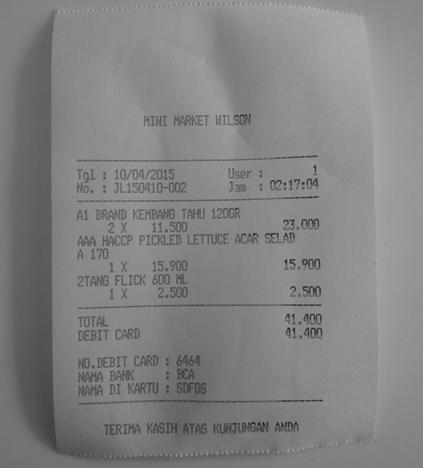 MINI MARKET WILSON
Tgl : 10/04/2015 User : 1
No. : JL150410-002 Jam : 02:17:04
A1 BRAND KEMBANG TAHU 120GR
2 X 11.500 23.000
AAA HACCP PICKLED LETTUCE ACAR SELAD
A 170
1 X 15.900 15.900
2TANG FLICK 600 ML
1 X 2.500 2.500
TOTAL 41.400
DEBIT CARD 41.400
NO.DEBIT CARD : 6464
NAMA BANK : BCA
NAMA DI KARTU : SDFGS
TERIMA KASIH ATAS KUNJUNGAN ANDA